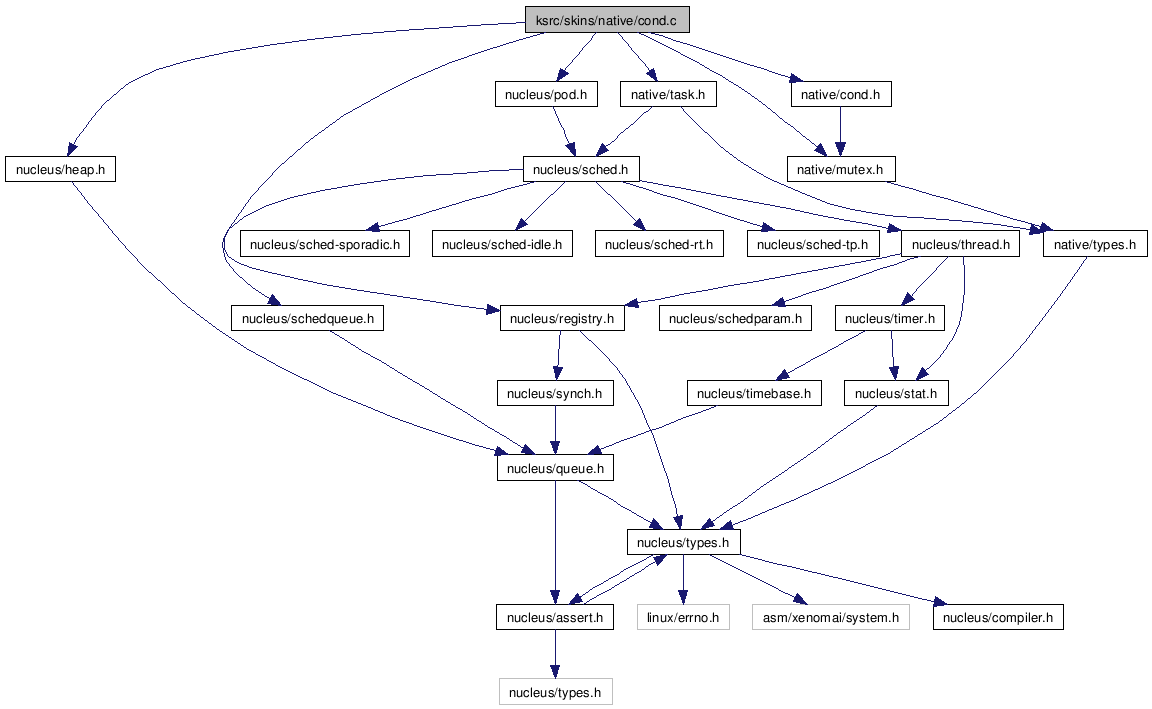 ksrc/skins/native/cond.c
nucleus/pod.h
native/task.h
native/cond.h
nucleus/heap.h
nucleus/sched.h
native/mutex.h
nucleus/sched-sporadic.h
nucleus/sched-idle.h
nucleus/sched-rt.h
nucleus/sched-tp.h
nucleus/thread.h
native/types.h
nucleus/schedqueue.h
nucleus/registry.h
nucleus/schedparam.h
nucleus/timer.h
nucleus/synch.h
nucleus/timebase.h
nucleus/stat.h
nucleus/queue.h
nucleus/types.h
nucleus/assert.h
linux/errno.h
asm/xenomai/system.h
nucleus/compiler.h
nucleus/types.h